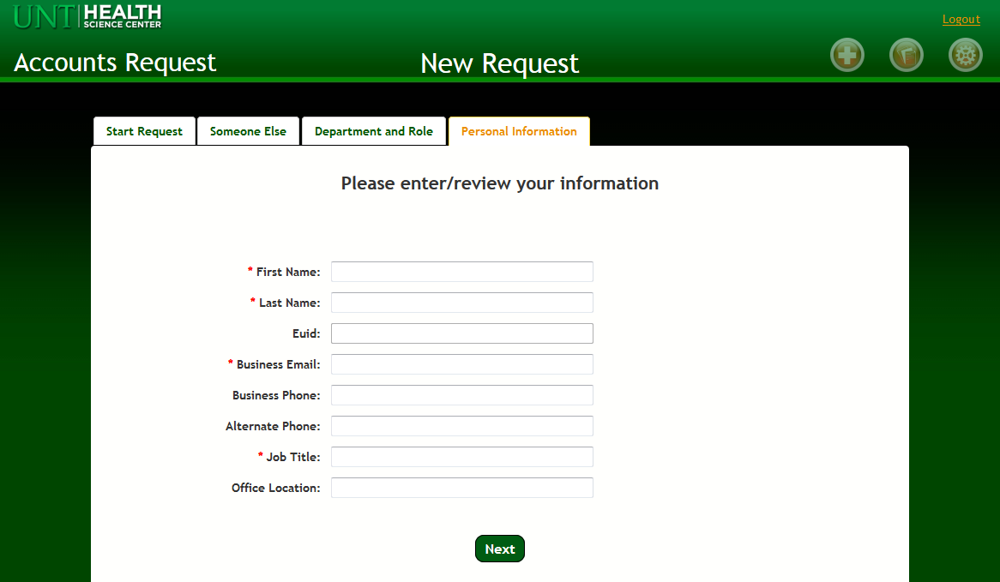 UNT HEALTH
SCIENCE CENTER
Logout
Accounts Request
New Request
Start Request
Someone Else
Department and Role
Personal Information
Please enter/review your information
* First Name:
* Last Name:
Euid:
* Business Email:
Business Phone:
Alternate Phone:
* Job Title:
Office Location:
Next